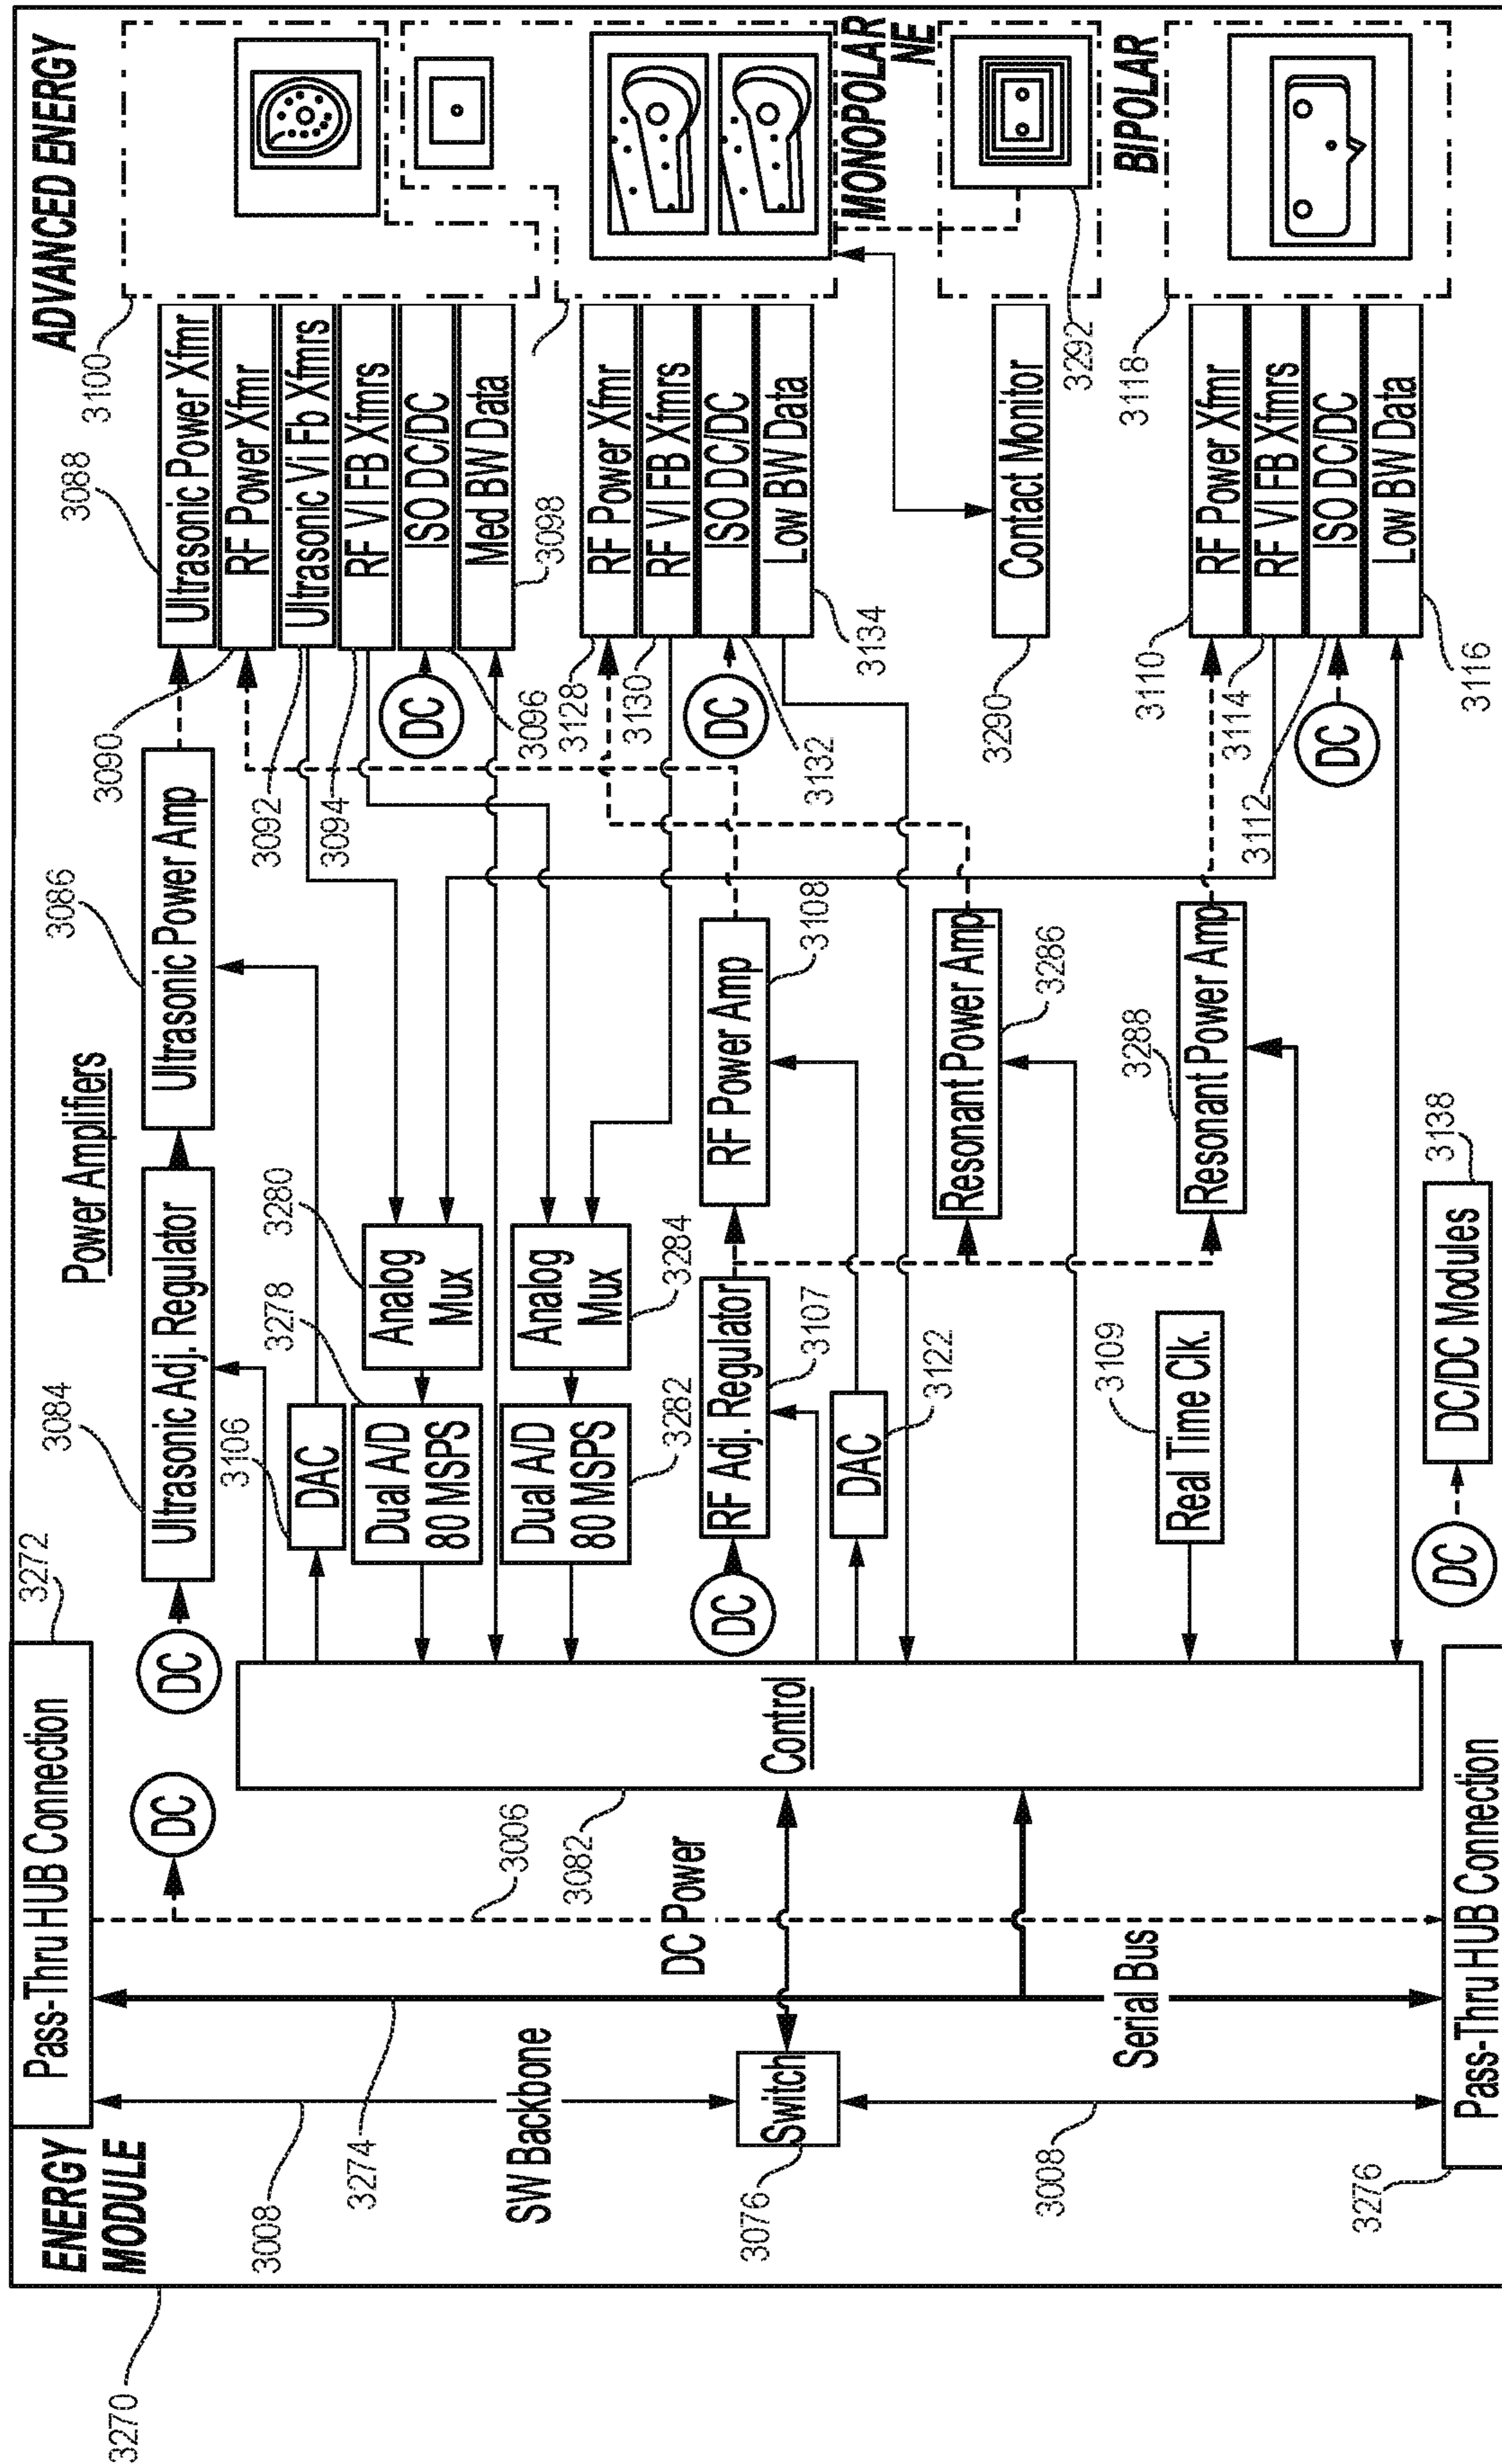 ENERGY
MODULE
3270
Pass-Thru HUB Connection
3272
3008
3274
SW Backbone
3076
Switch
3008
Serial Bus
DC Power
3006
3082
Pass-Thru HUB Connection
3276
DC
DC
Control
Power Amplifiers
3084
Ultrasonic Adj. Regulator
3086
Ultrasonic Power Amp
3106
DAC
3278
Dual A/D
80 MSPS
3280
Analog
Mux
3282
Dual A/D
80 MSPS
3284
Analog
Mux
DC
RF Adj. Regulator
3107
RF Power Amp
3108
DAC
3122
Resonant Power Amp
3286
3109
Real Time Clk.
3288
Resonant Power Amp
DC
DC/DC Modules
3138
ADVANCED ENERGY
3100
3088
Ultrasonic Power Xfmr
3090
RF Power Xfmr
3092
Ultrasonic Vi Fb Xfmrs
3094
RF VI FB Xfmrs
DC
3096
ISO DC/DC
Med BW Data
3098
3128
RF Power Xfmr
3130
RF VI FB Xfmrs
DC
3132
ISO DC/DC
Low BW Data
3134
MONOPOLAR
NE
3290
Contact Monitor
3292
BIPOLAR
3118
3110
RF Power Xfmr
3114
RF VI FB Xfmrs
3112
DC
ISO DC/DC
Low BW Data
3116